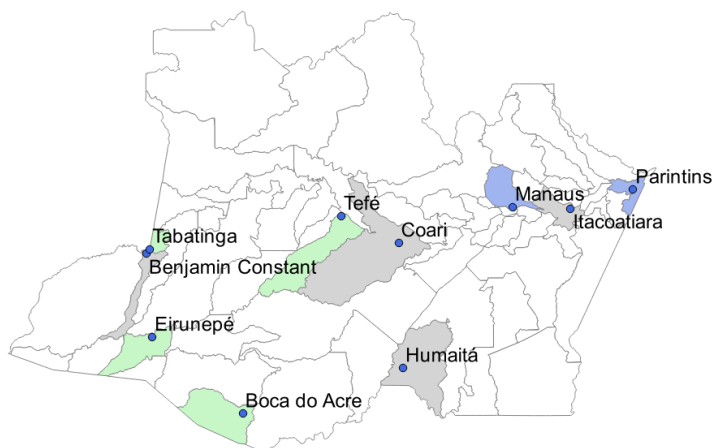 Parintins
Manaus
Tefé
Itacoatiara
Coari
Tabatinga
Benjamin Constant
Eirunepé
Humaitá
Boca do Acre